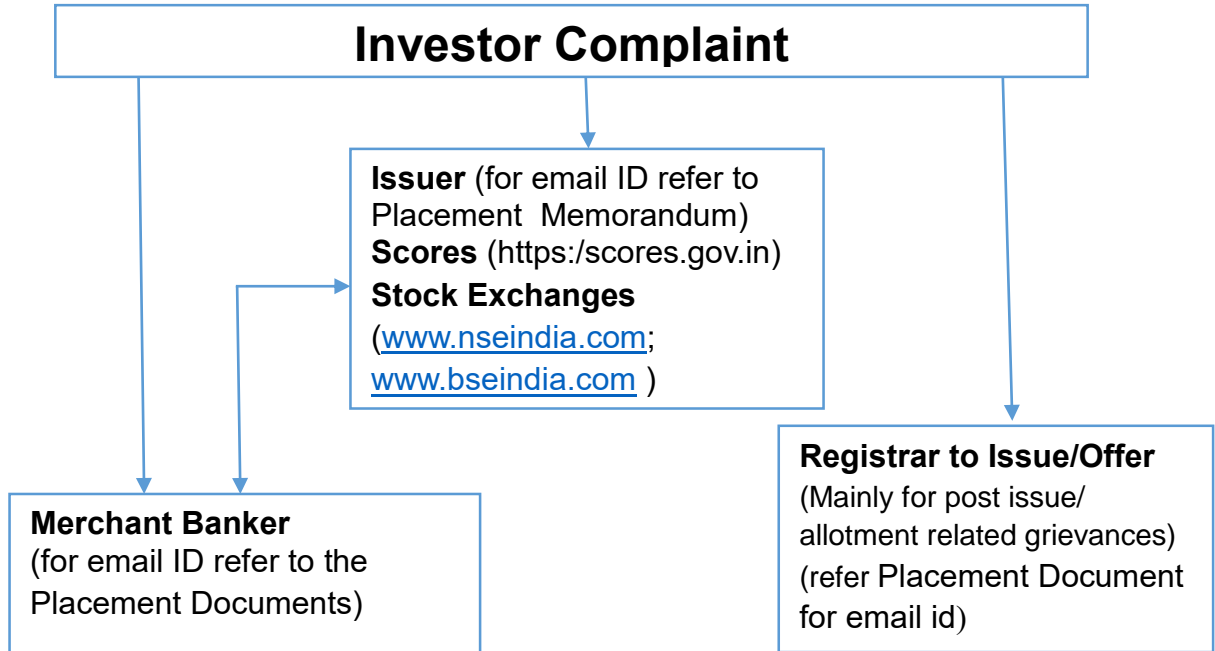 Investor Complaint
Issuer (for email ID refer to
Placement Memorandum)
Scores (https:/scores.gov.in)
Stock Exchanges
(www.nseindia.com;
www.bseindia.com )
Merchant Banker
(for email ID refer to the
Placement Documents)
Registrar to Issue/Offer
(Mainly for post issue/
allotment related grievances)
(refer Placement Document
for email id)